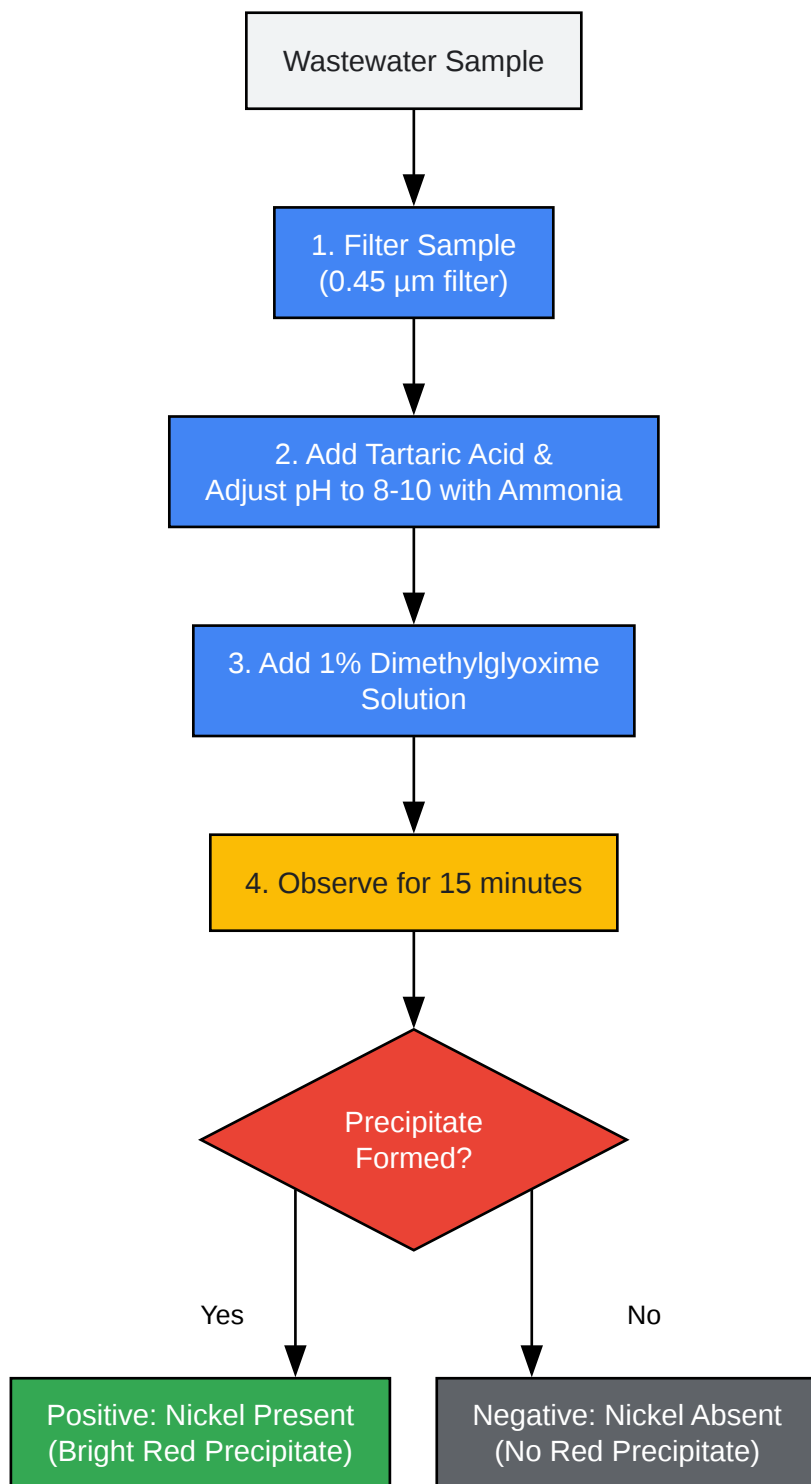 Wastewater Sample
1. Filter Sample
(0.45 µm filter)
2. Add Tartaric Acid &
Adjust pH to 8-10 with Ammonia
3. Add 1% Dimethylglyoxime
Solution
4. Observe for 15 minutes
Precipitate
Formed?
Yes
No
Positive: Nickel Present
(Bright Red Precipitate)
Negative: Nickel Absent
(No Red Precipitate)